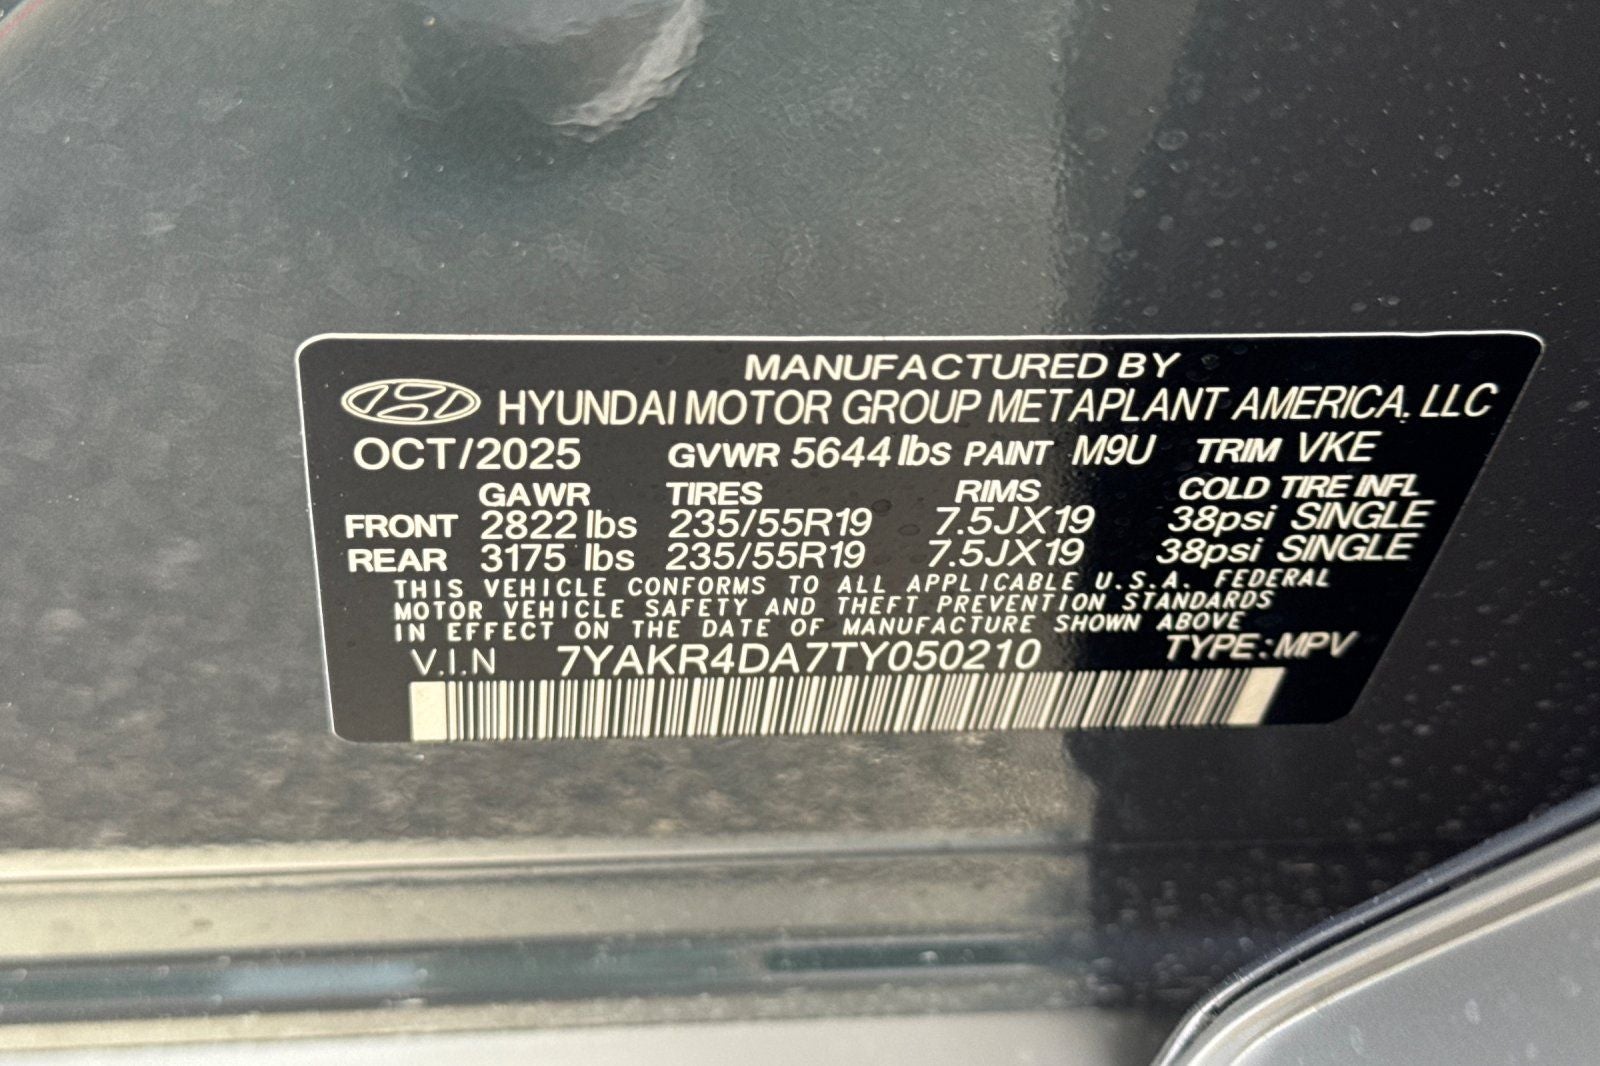 MANUFACTURED BY
HYUNDAI MOTOR GROUP METAPLANT AMERICA, LLC
OCT/2025 GVWR 5644 lbs PAINT M9U TRIM VKE
GAWR TIRES RIMS COLD TIRE INFL
FRONT 2822 lbs 235/55R19 7.5JX19 38psi SINGLE
REAR 3175 lbs 235/55R19 7.5JX19 38psi SINGLE
THIS VEHICLE CONFORMS TO ALL APPLICABLE U.S.A. FEDERAL
MOTOR VEHICLE SAFETY AND THEFT PREVENTION STANDARDS
IN EFFECT ON THE DATE OF MANUFACTURE SHOWN ABOVE
V.I.N 7YAKR4DA7TY050210 TYPE:MPV